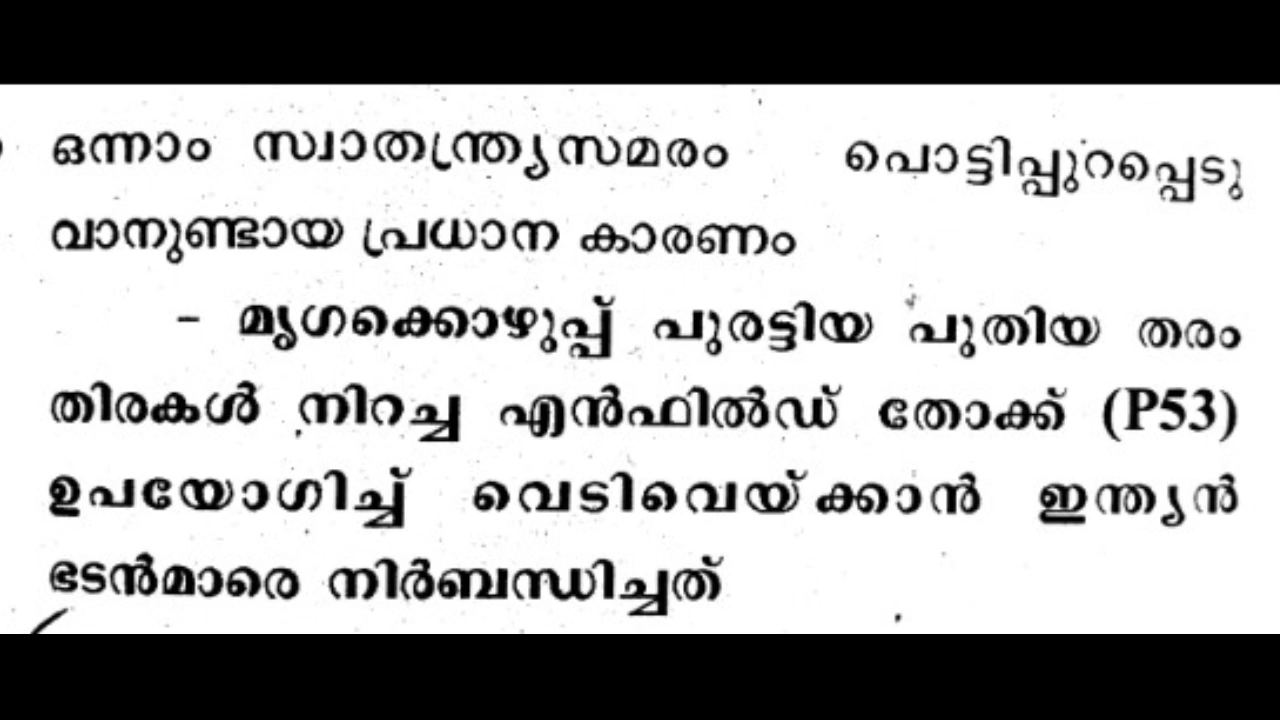 ഒന്നാം സ്വാതന്ത്ര്യസമരം പൊട്ടിപ്പുറപ്പെടു
വാനുണ്ടായ പ്രധാന കാരണം
- മൃഗക്കൊഴുപ്പ് പുരട്ടിയ പുതിയ തരം
തിരകൾ നിറച്ച എൻഫിൽഡ് തോക്ക് (P53)
ഉപയോഗിച്ച് വെടിവെയ്ക്കാൻ ഇന്ത്യൻ
ഭടൻമാരെ നിർബന്ധിച്ചത്